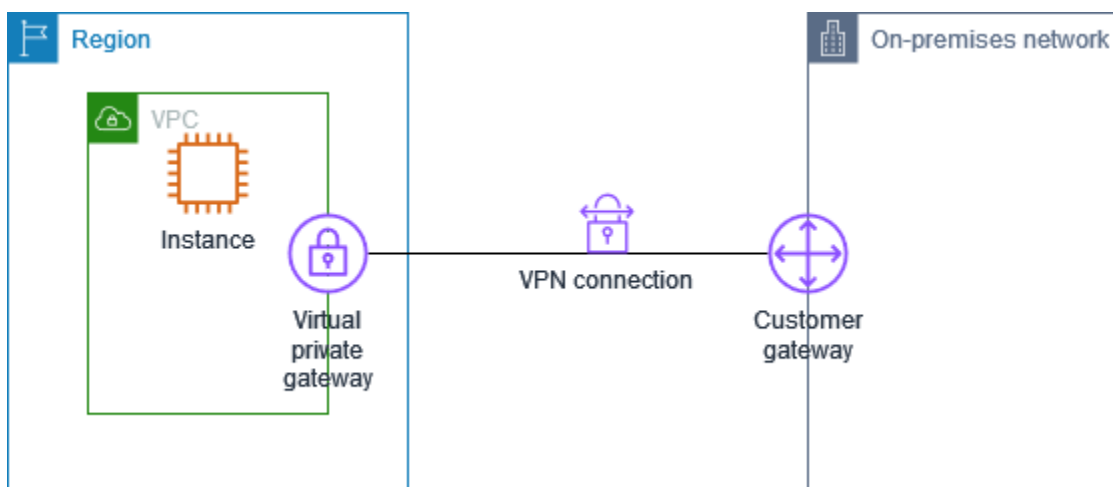 Region
On-premises network
VPC
Instance
VPN connection
Virtual
private
gateway
Customer
gateway